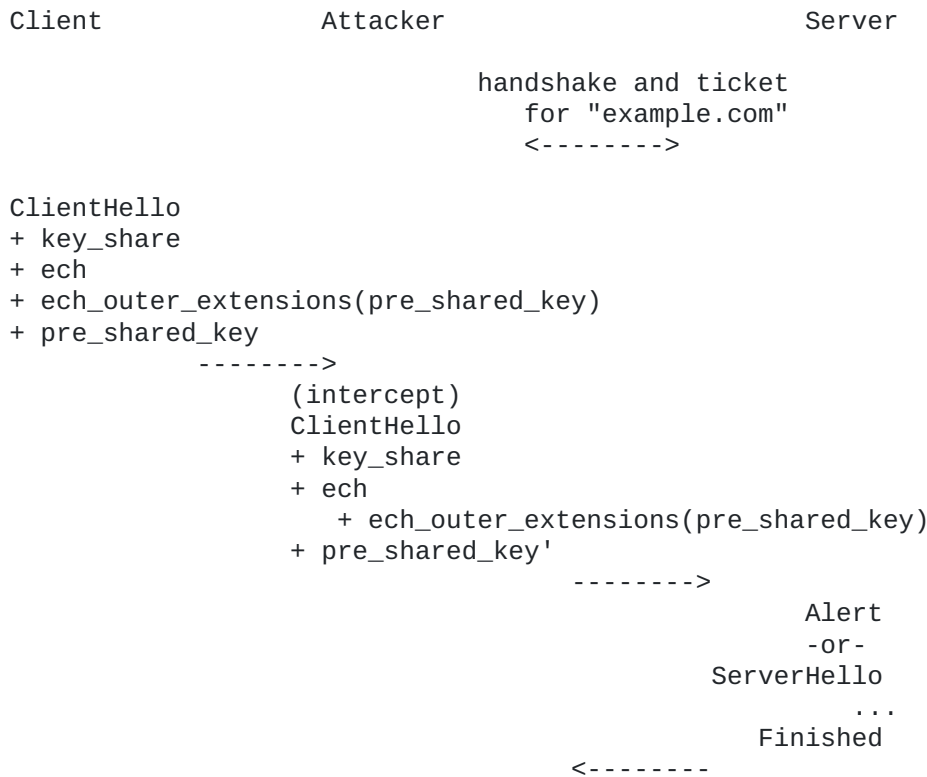 Client              Attacker                       Server
handshake and ticket
for "example.com"
<-------->
ClientHello
+ key_share
+ ech
+ ech_outer_extensions(pre_shared_key)
+ pre_shared_key
-------->
(intercept)
ClientHello
+ key_share
+ ech
+ ech_outer_extensions(pre_shared_key)
+ pre_shared_key'
-------->
Alert
-or-
ServerHello
...
Finished
<--------